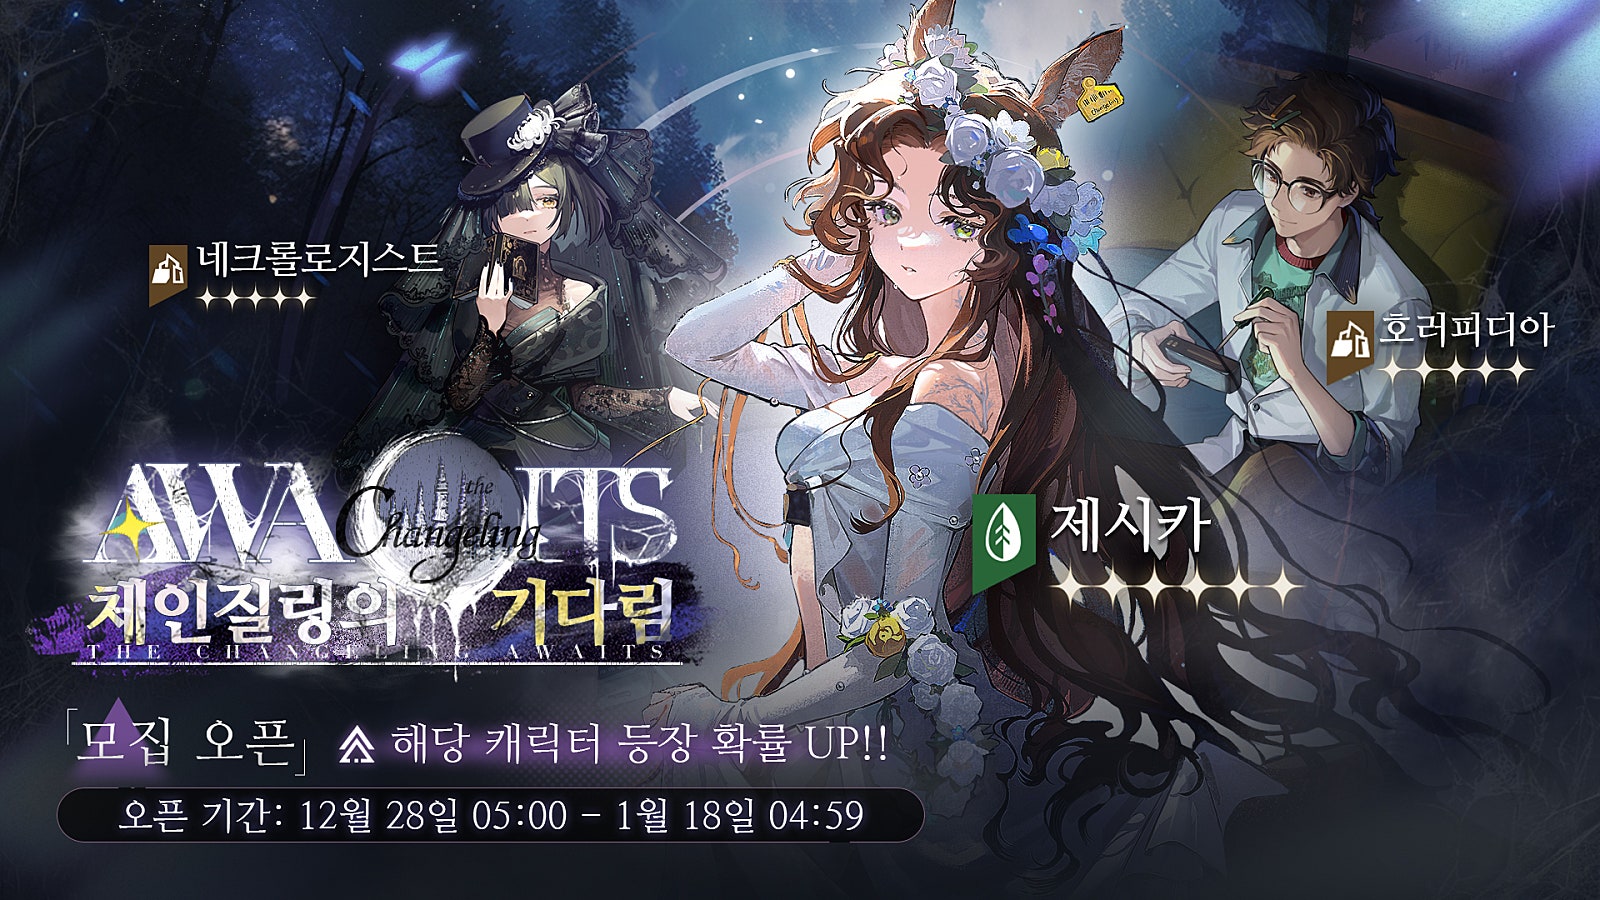 네크롤로지스트
호러피디아
제시카
AWAITS
the
Changeling
체인질링의 기다림
THE CHANGELING AWAITS
「모집 오픈」 해당 캐릭터 등장 확률 UP!!
오픈 기간: 12월 28일 05:00 - 1월 18일 04:59